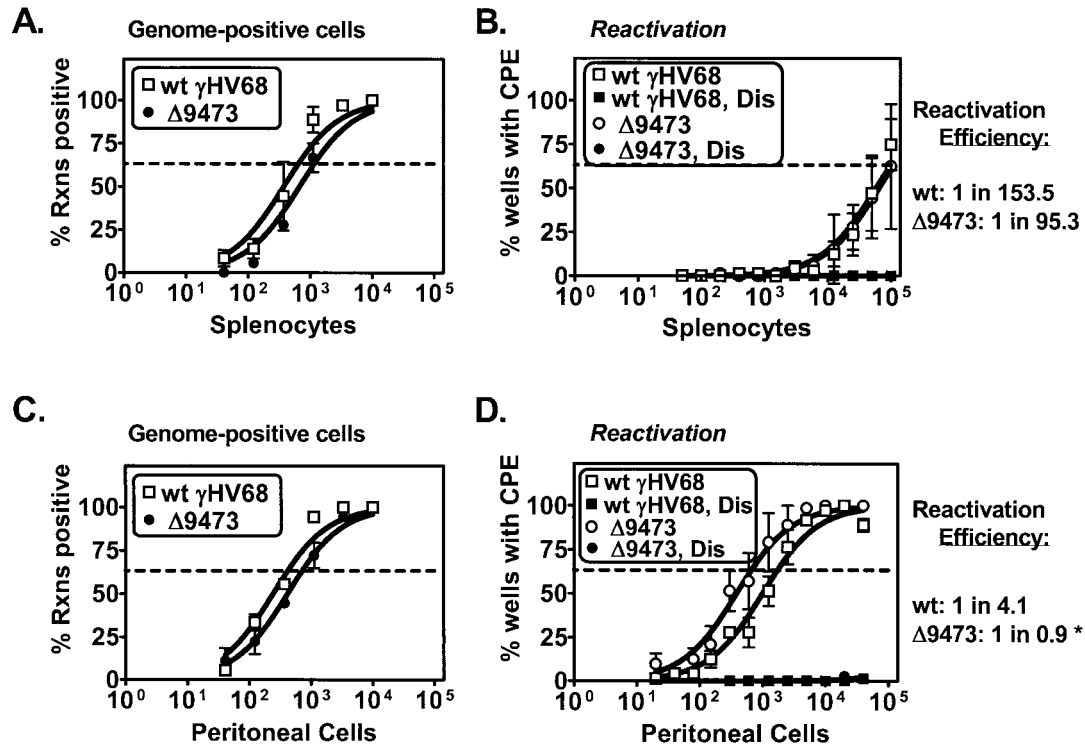 A.
Genome-positive cells
% Rxns positive
100
75
50
25
0
wt γHV68
Δ9473
10⁰ 10¹ 10² 10³ 10⁴ 10⁵
Splenocytes
B.
Reactivation
% wells with CPE
100
75
50
25
0
wt γHV68
wt γHV68, Dis
Δ9473
Δ9473, Dis
10⁰ 10¹ 10² 10³ 10⁴ 10⁵
Splenocytes
Reactivation
Efficiency:
wt: 1 in 153.5
Δ9473: 1 in 95.3
C.
Genome-positive cells
% Rxns positive
100
75
50
25
0
wt γHV68
Δ9473
10⁰ 10¹ 10² 10³ 10⁴ 10⁵
Peritoneal Cells
D.
Reactivation
% wells with CPE
100
75
50
25
0
wt γHV68
wt γHV68, Dis
Δ9473
Δ9473, Dis
10⁰ 10¹ 10² 10³ 10⁴ 10⁵
Peritoneal Cells
Reactivation
Efficiency:
wt: 1 in 4.1
Δ9473: 1 in 0.9 *